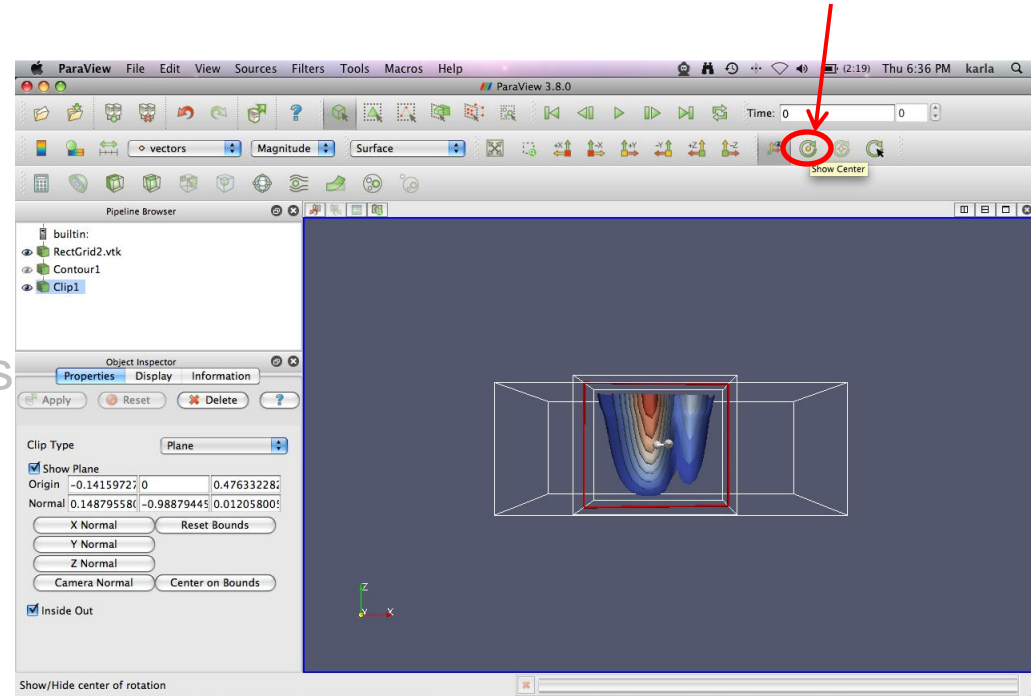 ParaView File Edit View Sources Filters Tools Macros Help (2:19) Thu 6:36 PM karla
ParaView 3.8.0
Time: 0 0
vectors Magnitude Surface
Show Center
Pipeline Browser
builtin:
RectGrid2.vtk
Contour1
Clip1
s
Object Inspector
Properties Display Information
Apply Reset Delete ?
Clip Type Plane
Show Plane
Origin -0.14159727 0 0.476332282
Normal 0.148795580 -0.98879445 0.01205800
X Normal Reset Bounds
Y Normal
Z Normal
Camera Normal Center on Bounds
Inside Out
Z
Y X
Show/Hide center of rotation